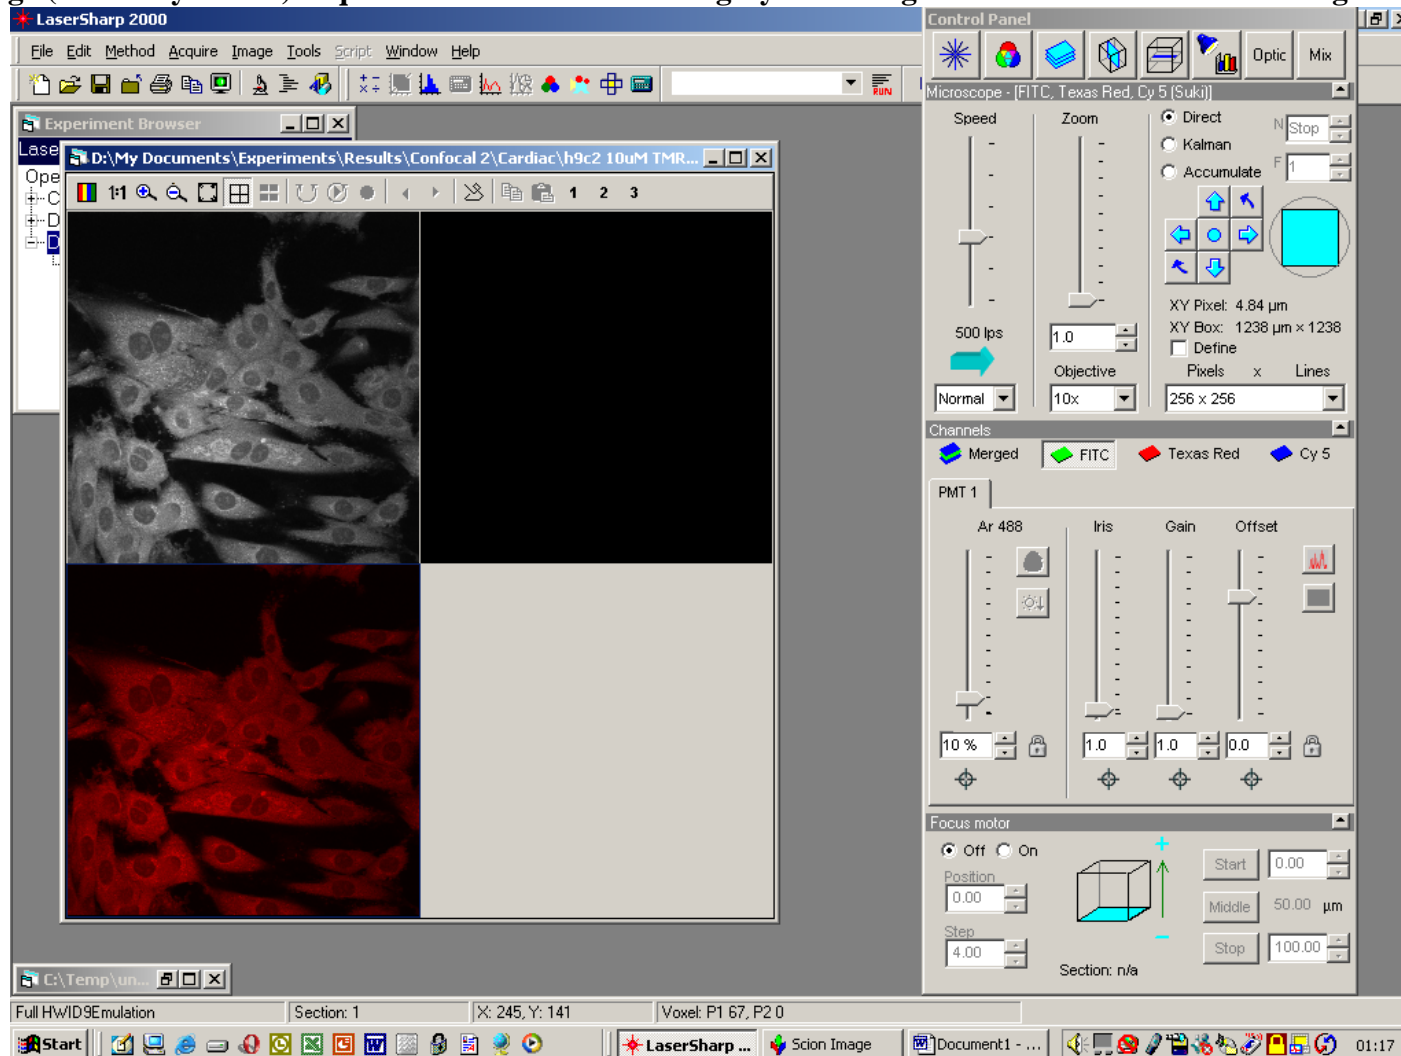 LaserSharp 2000
File Edit Method Acquire Image Tools Script Window Help
RUN
Experiment Browser
Lase
Ope
C
D
D
D:\My Documents\Experiments\Results\Confocal 2\Cardiac\h9c2 10uM TMR...
1:1
1 2 3
C:\Temp\un...
Control Panel
Optic Mix
Microscope - [FITC, Texas Red, Cy 5 (Suki)]
Speed Zoom
Direct
Kalman
Accumulate
N Stop
F 1
XY Pixel: 4.84 µm
XY Box: 1238 µm × 1238
Define
500 lps
1.0
Objective
Pixels x Lines
Normal
10x
256 x 256
Channels
Merged FITC Texas Red Cy 5
PMT 1
Ar 488 Iris Gain Offset
10 % 1.0 1.0 0.0
Focus motor
Off On
Position
0.00
Step
4.00
Start 0.00
Middle 50.00 µm
Stop 100.00
Section: n/a
Full HWID9Emulation Section: 1 X: 245, Y: 141 Voxel: P1 67, P2 0
Start LaserSharp ... Scion Image Document1 - ... 01:17